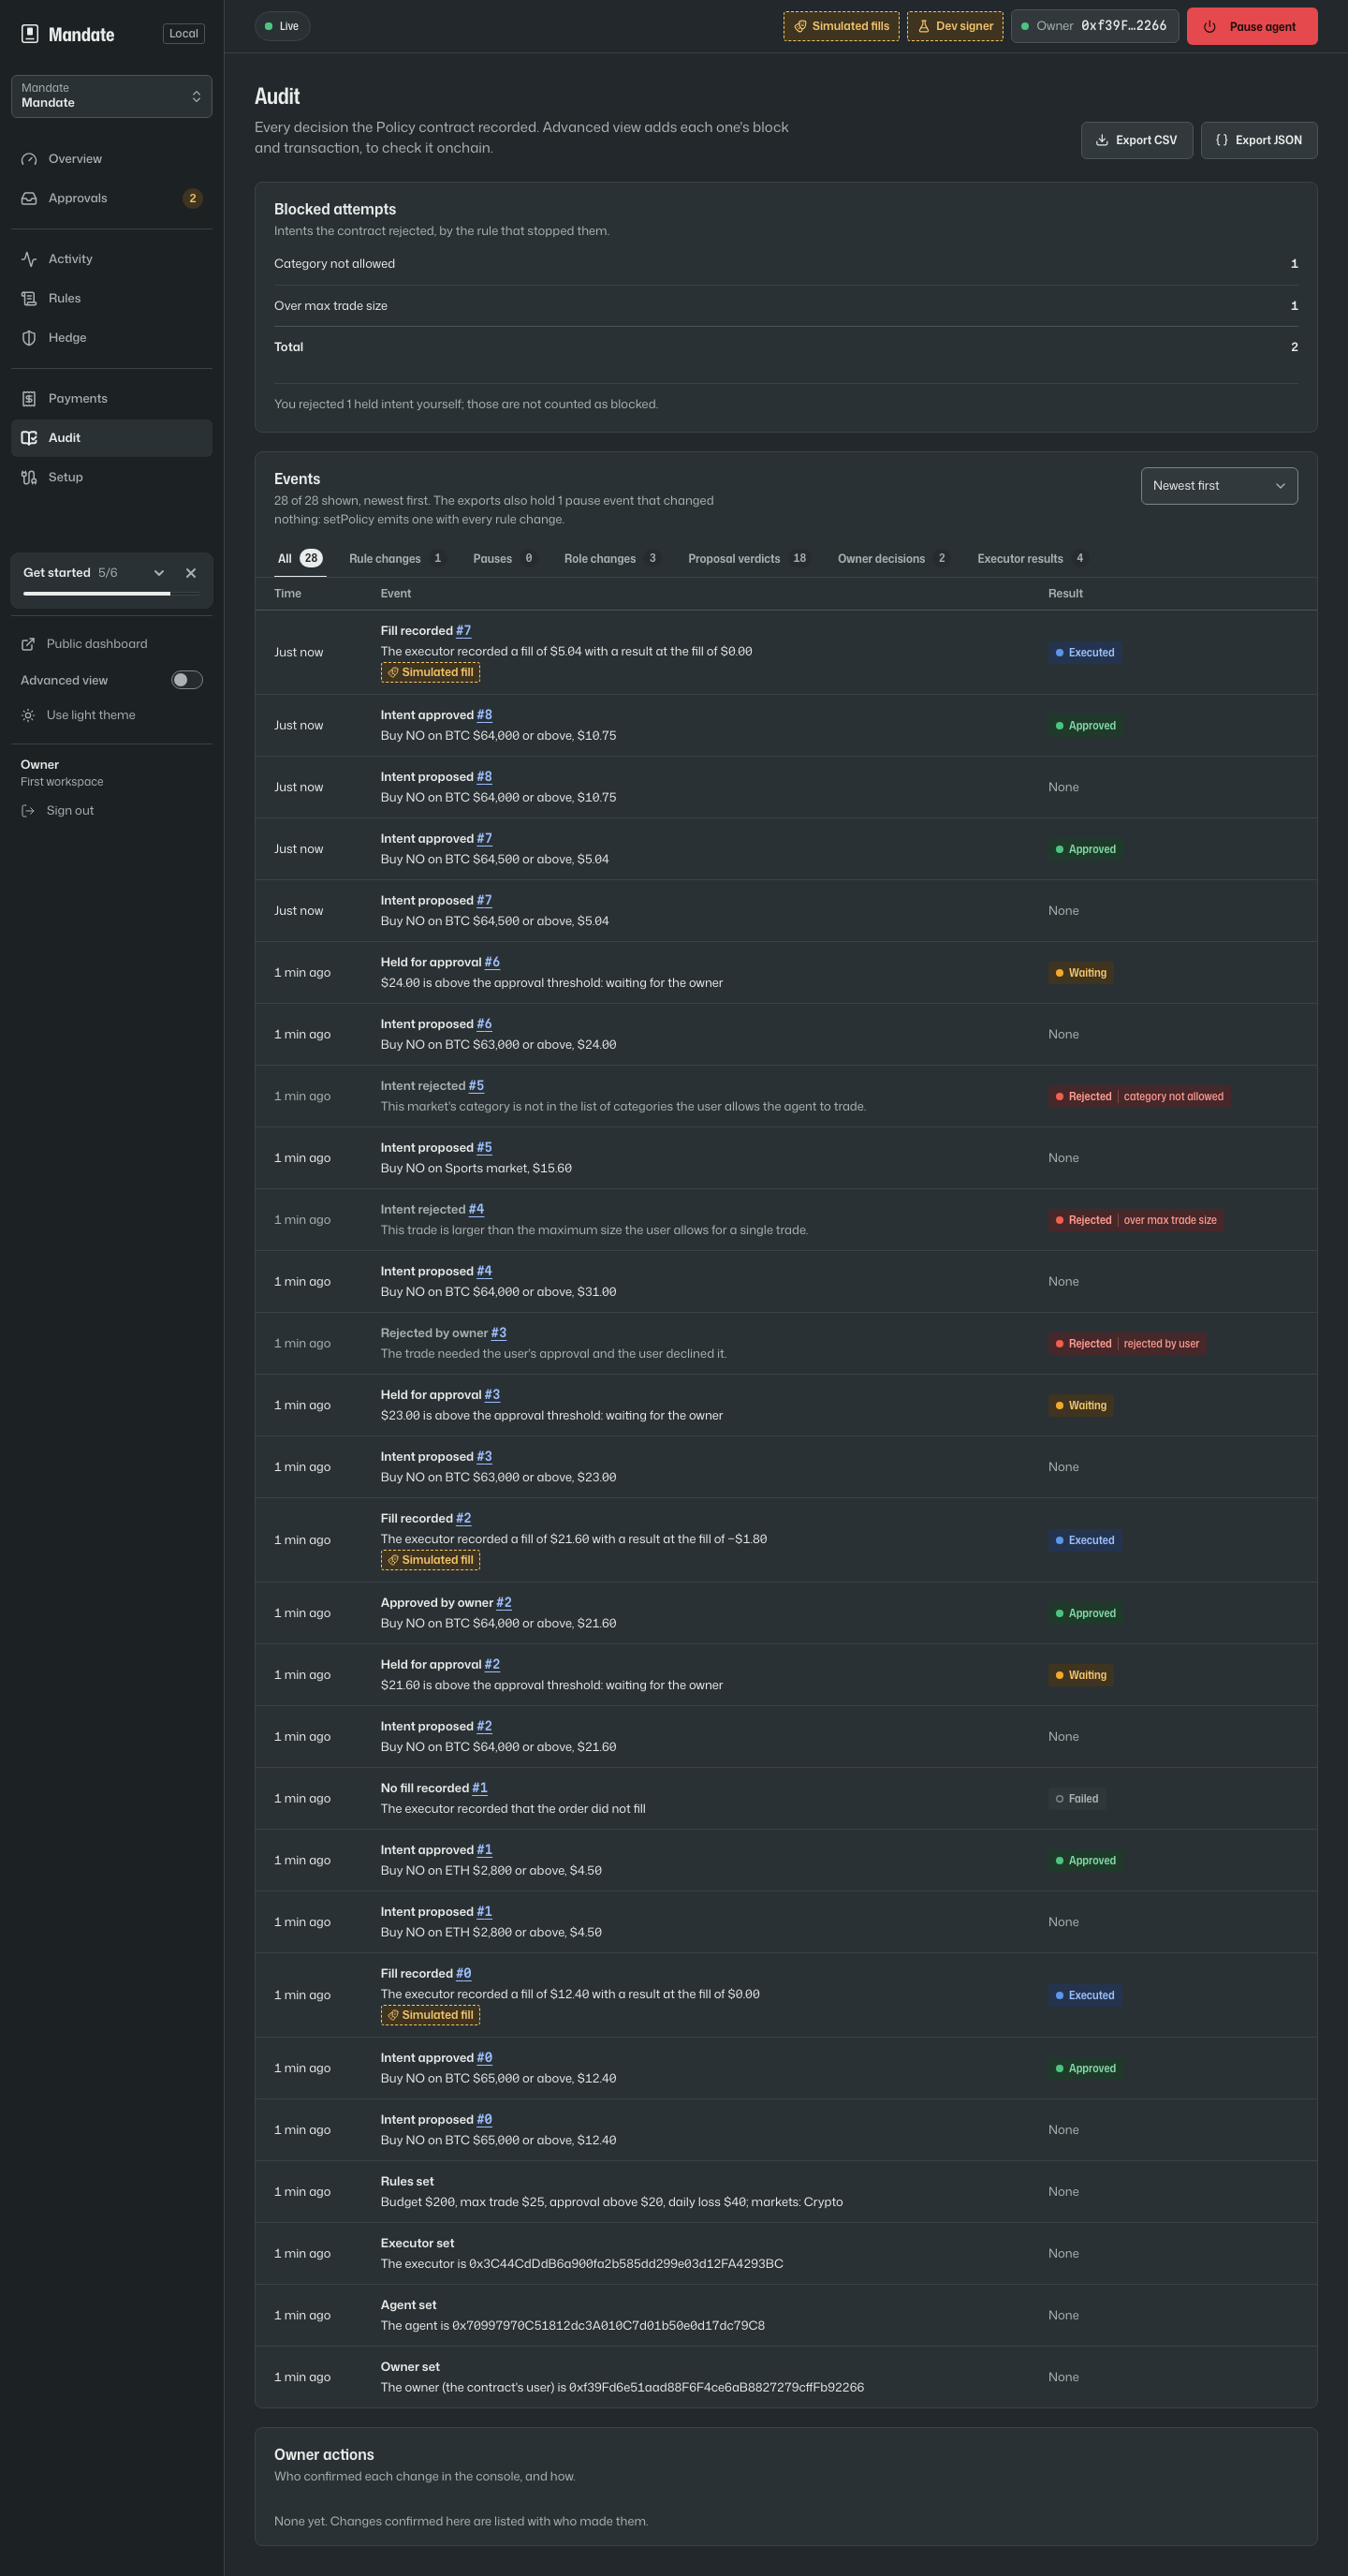 Mandate
Local
Mandate
Mandate
Overview
Approvals 2
Activity
Rules
Hedge
Payments
Audit
Setup
Get started 5/6
Public dashboard
Advanced view
Use light theme
Owner
First workspace
Sign out
Live
Simulated fills
Dev signer
Owner 0xf39F…2266
Pause agent
Audit
Every decision the Policy contract recorded. Advanced view adds each one's block
and transaction, to check it onchain.
Export CSV
Export JSON
Blocked attempts
Intents the contract rejected, by the rule that stopped them.
Category not allowed 1
Over max trade size 1
Total 2
You rejected 1 held intent yourself; those are not counted as blocked.
Events
28 of 28 shown, newest first. The exports also hold 1 pause event that changed
nothing: setPolicy emits one with every rule change.
Newest first
All 28 Rule changes 1 Pauses 0 Role changes 3 Proposal verdicts 18 Owner decisions 2 Executor results 4
Time Event Result
Fill recorded #7
Just now The executor recorded a fill of $5.04 with a result at the fill of $0.00 Executed
Simulated fill
Intent approved #8
Just now Approved
Buy NO on BTC $64,000 or above, $10.75
Intent proposed #8
Just now None
Buy NO on BTC $64,000 or above, $10.75
Intent approved #7
Just now Approved
Buy NO on BTC $64,500 or above, $5.04
Intent proposed #7
Just now None
Buy NO on BTC $64,500 or above, $5.04
Held for approval #6
1 min ago Waiting
$24.00 is above the approval threshold: waiting for the owner
Intent proposed #6
1 min ago None
Buy NO on BTC $63,000 or above, $24.00
Intent rejected #5
1 min ago Rejected category not allowed
This market's category is not in the list of categories the user allows the agent to trade.
Intent proposed #5
1 min ago None
Buy NO on Sports market, $15.60
Intent rejected #4
1 min ago Rejected over max trade size
This trade is larger than the maximum size the user allows for a single trade.
Intent proposed #4
1 min ago None
Buy NO on BTC $64,000 or above, $31.00
Rejected by owner #3
1 min ago Rejected rejected by user
The trade needed the user's approval and the user declined it.
Held for approval #3
1 min ago Waiting
$23.00 is above the approval threshold: waiting for the owner
Intent proposed #3
1 min ago None
Buy NO on BTC $63,000 or above, $23.00
Fill recorded #2
1 min ago The executor recorded a fill of $21.60 with a result at the fill of −$1.80 Executed
Simulated fill
Approved by owner #2
1 min ago Approved
Buy NO on BTC $64,000 or above, $21.60
Held for approval #2
1 min ago Waiting
$21.60 is above the approval threshold: waiting for the owner
Intent proposed #2
1 min ago None
Buy NO on BTC $64,000 or above, $21.60
No fill recorded #1
1 min ago Failed
The executor recorded that the order did not fill
Intent approved #1
1 min ago Approved
Buy NO on ETH $2,800 or above, $4.50
Intent proposed #1
1 min ago None
Buy NO on ETH $2,800 or above, $4.50
Fill recorded #0
1 min ago The executor recorded a fill of $12.40 with a result at the fill of $0.00 Executed
Simulated fill
Intent approved #0
1 min ago Approved
Buy NO on BTC $65,000 or above, $12.40
Intent proposed #0
1 min ago None
Buy NO on BTC $65,000 or above, $12.40
Rules set
1 min ago None
Budget $200, max trade $25, approval above $20, daily loss $40; markets: Crypto
Executor set
1 min ago None
The executor is 0x3C44CdDdB6a900fa2b585dd299e03d12FA4293BC
Agent set
1 min ago None
The agent is 0x70997970C51812dc3A010C7d01b50e0d17dc79C8
Owner set
1 min ago None
The owner (the contract's user) is 0xf39Fd6e51aad88F6F4ce6aB8827279cffFb92266
Owner actions
Who confirmed each change in the console, and how.
None yet. Changes confirmed here are listed with who made them.